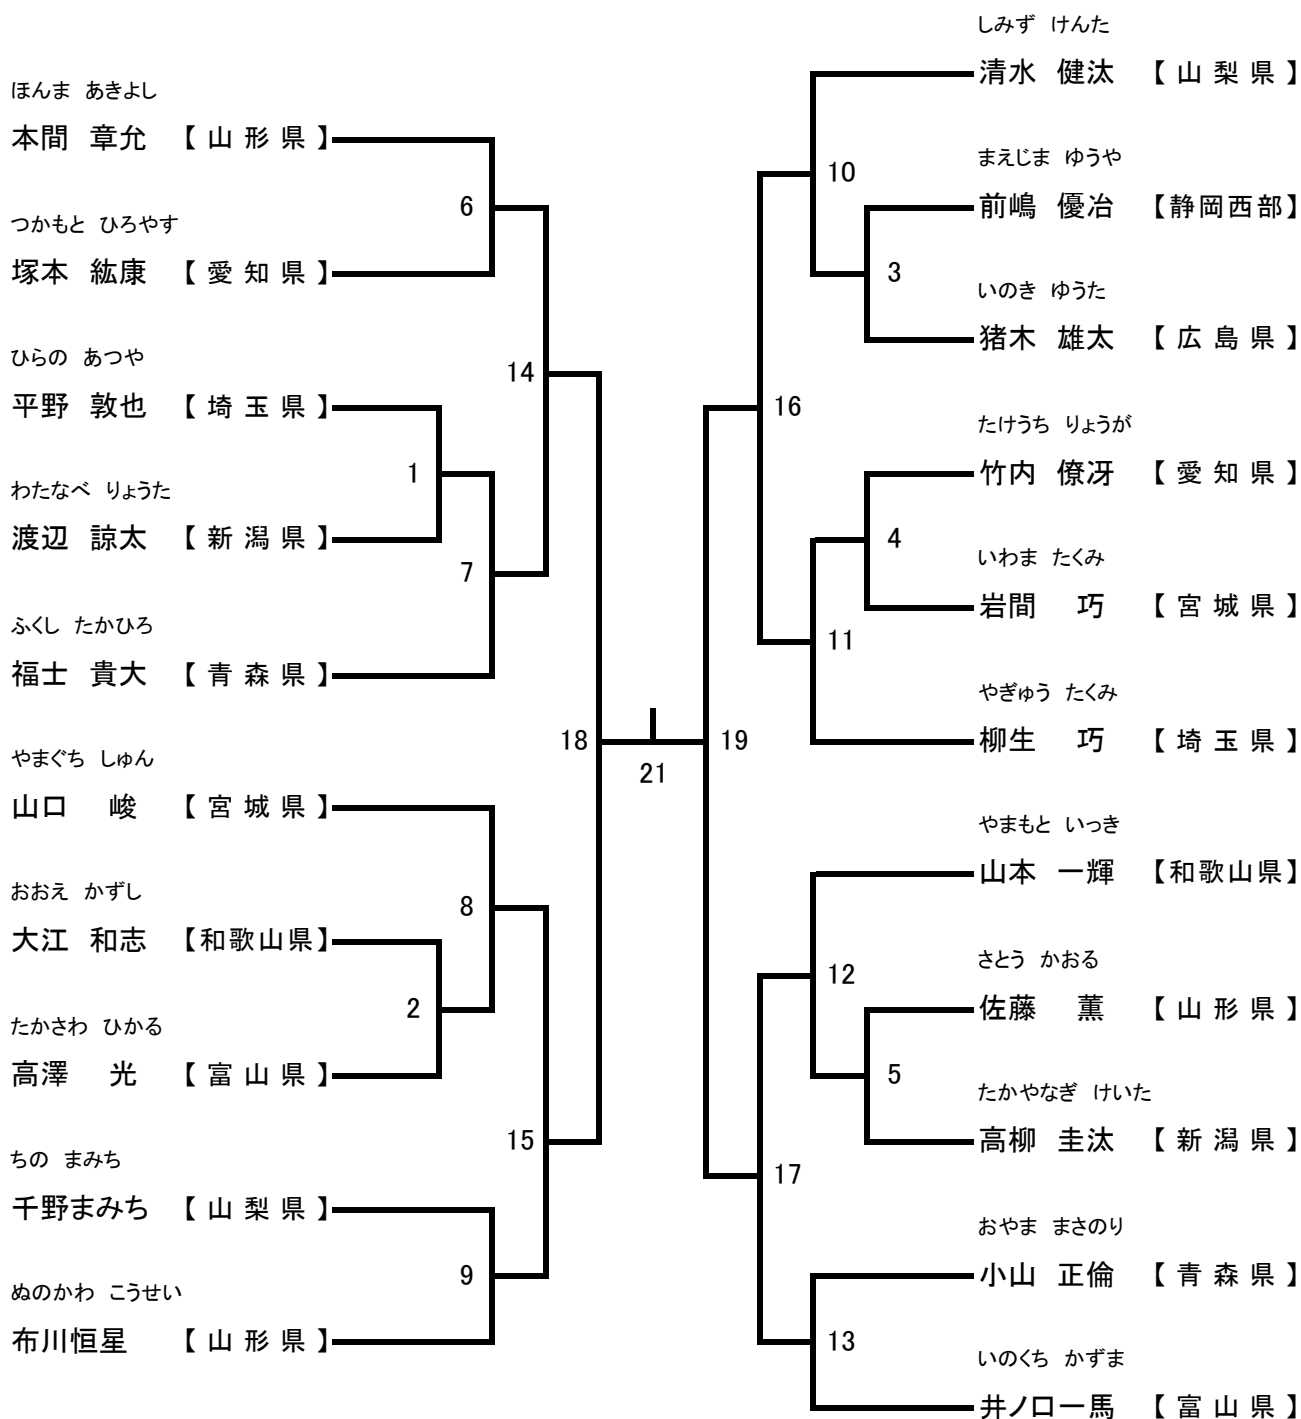 ほんま あきよし
本間 章允 【 山 形 県 】
つかもと ひろやす
塚本 紘康 【 愛 知 県 】
ひらの あつや
平野 敦也 【 埼 玉 県 】
わたなべ りょうた
渡辺 諒太 【 新 潟 県 】
ふくし たかひろ
福士 貴大 【 青 森 県 】
やまぐち しゅん
山口 峻 【 宮 城 県 】
おおえ かずし
大江 和志 【和歌山県】
たかさわ ひかる
高澤 光 【 富 山 県 】
ちの まみち
千野まみち 【 山 梨 県 】
ぬのかわ こうせい
布川恒星 【 山 形 県 】
6
14
1
7
18
8
2
15
9
21
19
10
3
16
4
11
12
5
17
13
しみず けんた
清水 健汰 【 山 梨 県 】
まえじま ゆうや
前嶋 優冶 【静岡西部】
いのき ゆうた
猪木 雄太 【 広 島 県 】
たけうち りょうが
竹内 僚冴 【 愛 知 県 】
いわま たくみ
岩間 巧 【 宮 城 県 】
やぎゅう たくみ
柳生 巧 【 埼 玉 県 】
やまもと いっき
山本 一輝 【和歌山県】
さとう かおる
佐藤 薫 【 山 形 県 】
たかやなぎ けいた
高柳 圭汰 【 新 潟 県 】
おやま まさのり
小山 正倫 【 青 森 県 】
いのくち かずま
井ノ口一馬 【 富 山 県 】